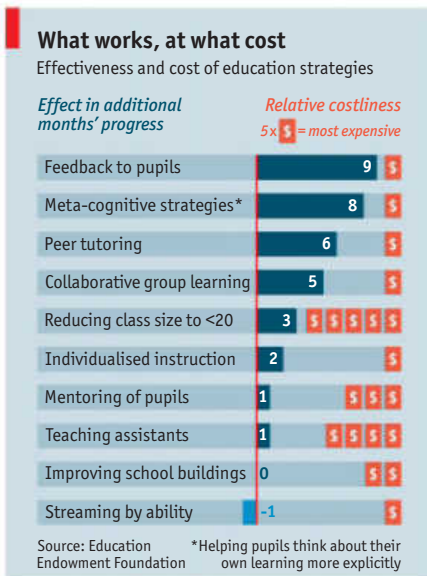 What works, at what cost
Effectiveness and cost of education strategies
Effect in additional
months' progress
Relative costliness
5x $ = most expensive
Feedback to pupils 9 $
Meta-cognitive strategies* 8 $
Peer tutoring 6 $
Collaborative group learning 5 $
Reducing class size to <20 3 $ $ $ $ $
Individualised instruction 2 $
Mentoring of pupils 1 $ $ $
Teaching assistants 1 $ $ $ $
Improving school buildings 0 $ $
Streaming by ability -1 $
Source: Education
Endowment Foundation
*Helping pupils think about their
own learning more explicitly